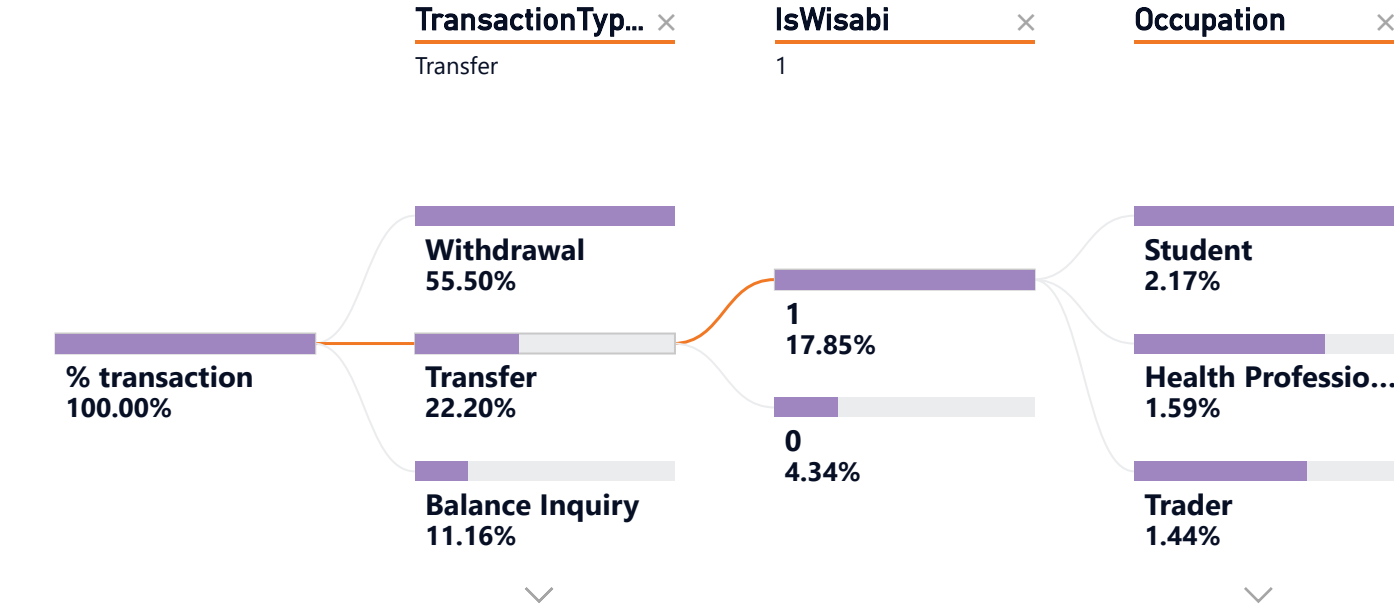 TransactionTyp... × IsWisabi × Occupation ×
Transfer 1
Withdrawal
55.50%
Student
2.17%
1
17.85%
% transaction
100.00%
Transfer
22.20%
Health Professio...
1.59%
0
4.34%
Balance Inquiry
11.16%
Trader
1.44%